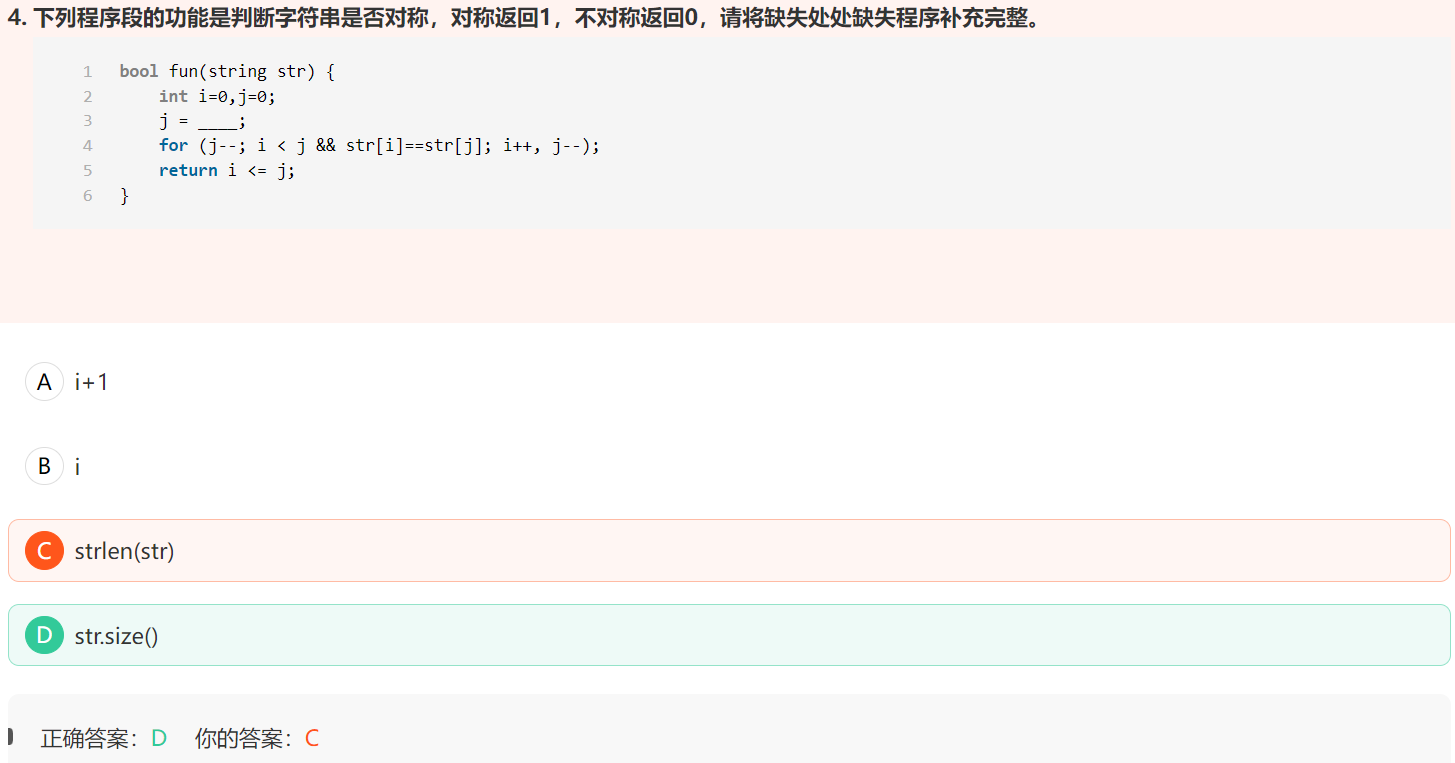 4. 下列程序段的功能是判断字符串是否对称，对称返回1，不对称返回0，请将缺失处处缺失程序补充完整。
1 bool fun(string str) {
2     int i=0,j=0;
3     j = ____;
4     for (j--; i < j && str[i]==str[j]; i++, j--);
5     return i <= j;
6 }
A i+1
B i
C strlen(str)
D str.size()
正确答案：D 你的答案：C